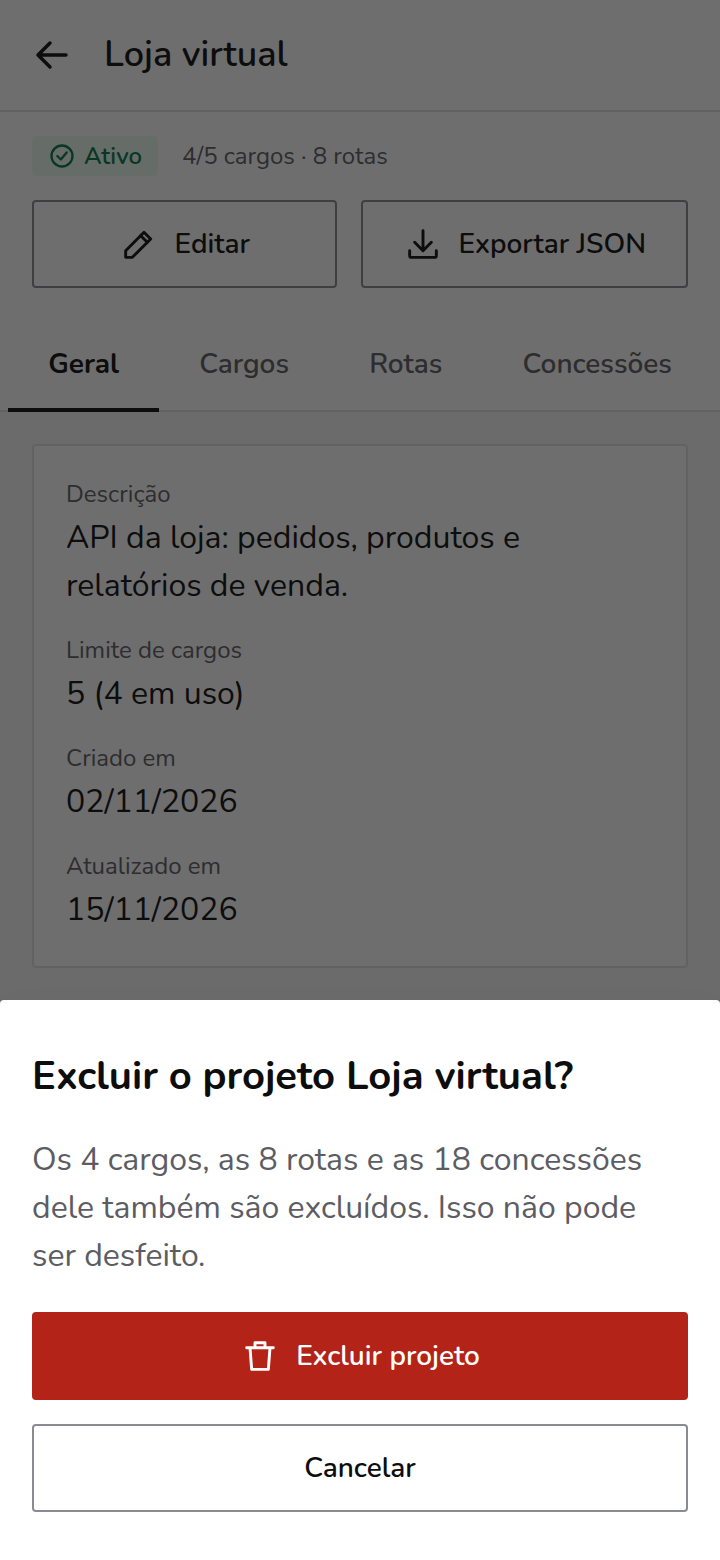 Loja virtual
Ativo
4/5 cargos · 8 rotas
Editar
Exportar JSON
Geral
Cargos
Rotas
Concessões
Descrição
API da loja: pedidos, produtos e
relatórios de venda.
Limite de cargos
5 (4 em uso)
Criado em
02/11/2026
Atualizado em
15/11/2026
Excluir o projeto Loja virtual?
Os 4 cargos, as 8 rotas e as 18 concessões
dele também são excluídos. Isso não pode
ser desfeito.
Excluir projeto
Cancelar